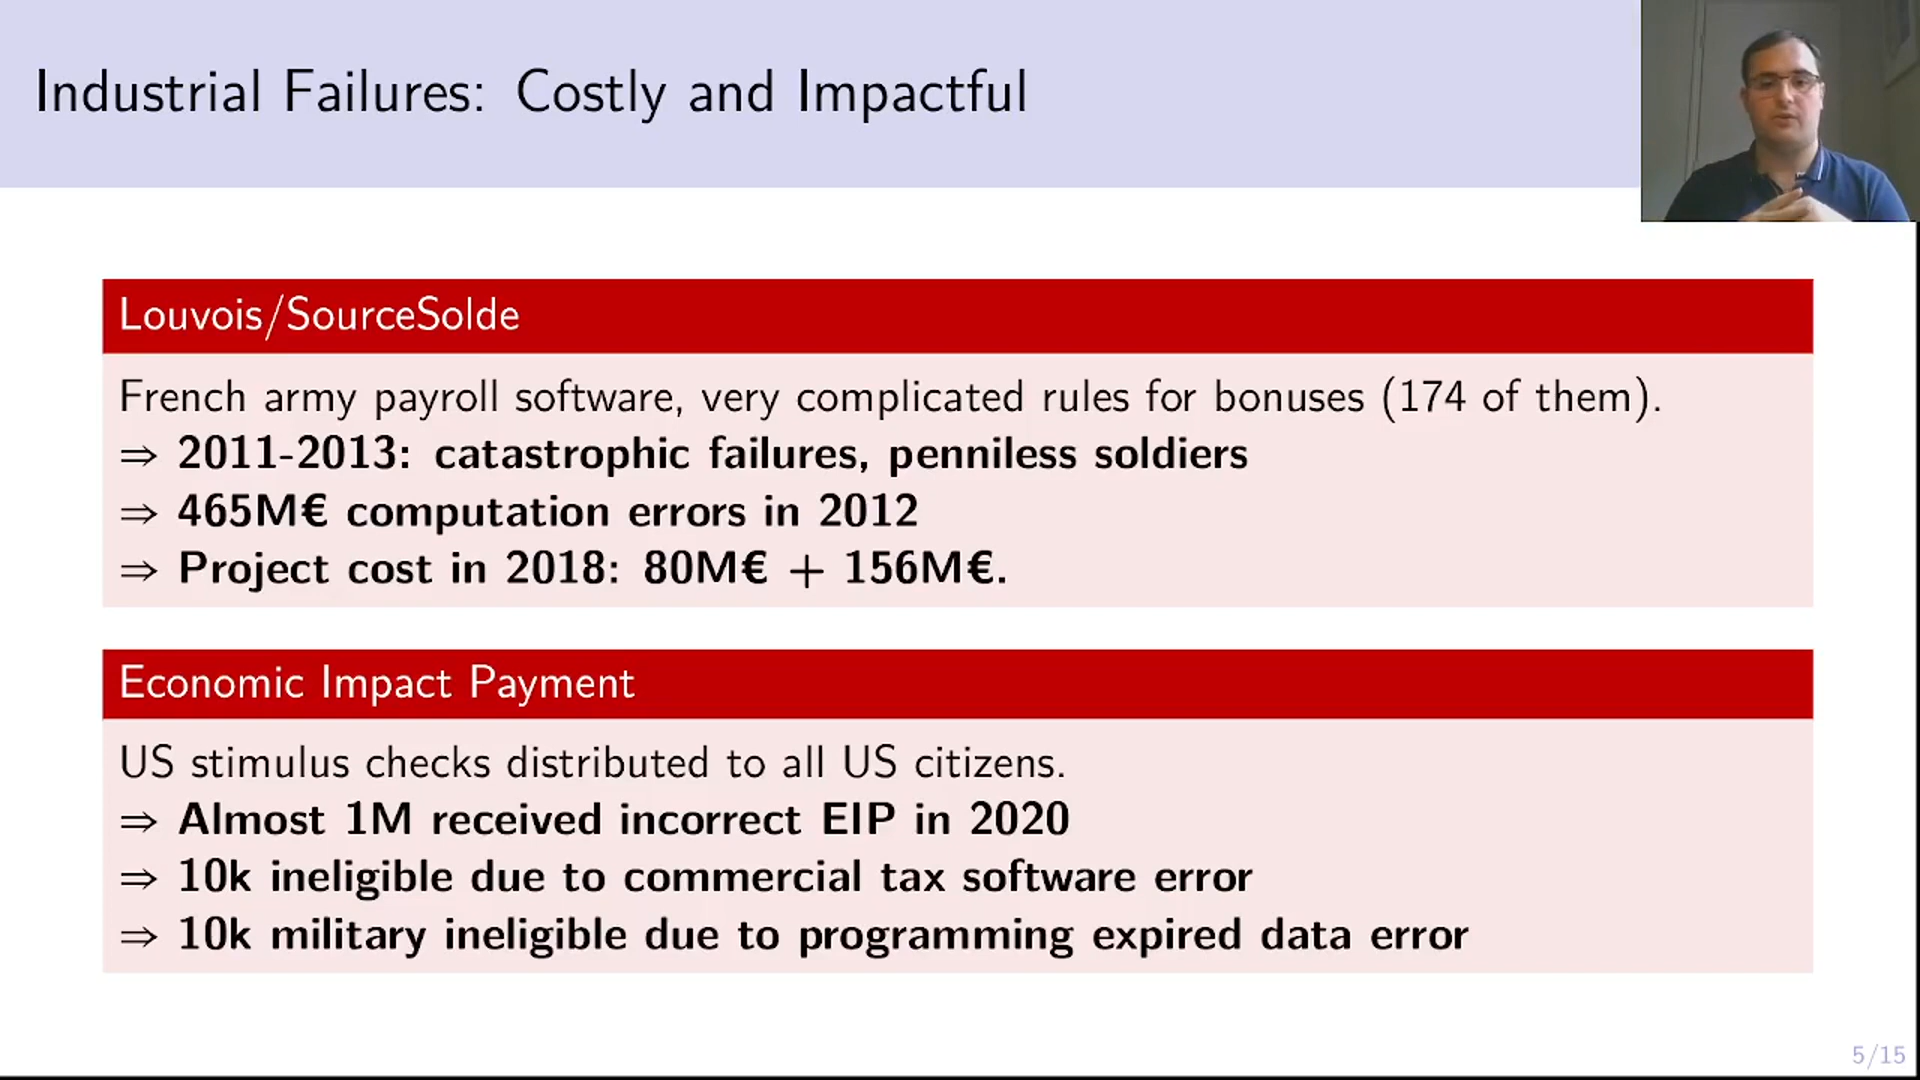 Industrial Failures: Costly and Impactful
Louvois/SourceSolde
French army payroll software, very complicated rules for bonuses (174 of them).
⇒ 2011-2013: catastrophic failures, penniless soldiers
⇒ 465M€ computation errors in 2012
⇒ Project cost in 2018: 80M€ + 156M€.
Economic Impact Payment
US stimulus checks distributed to all US citizens.
⇒ Almost 1M received incorrect EIP in 2020
⇒ 10k ineligible due to commercial tax software error
⇒ 10k military ineligible due to programming expired data error
5/15